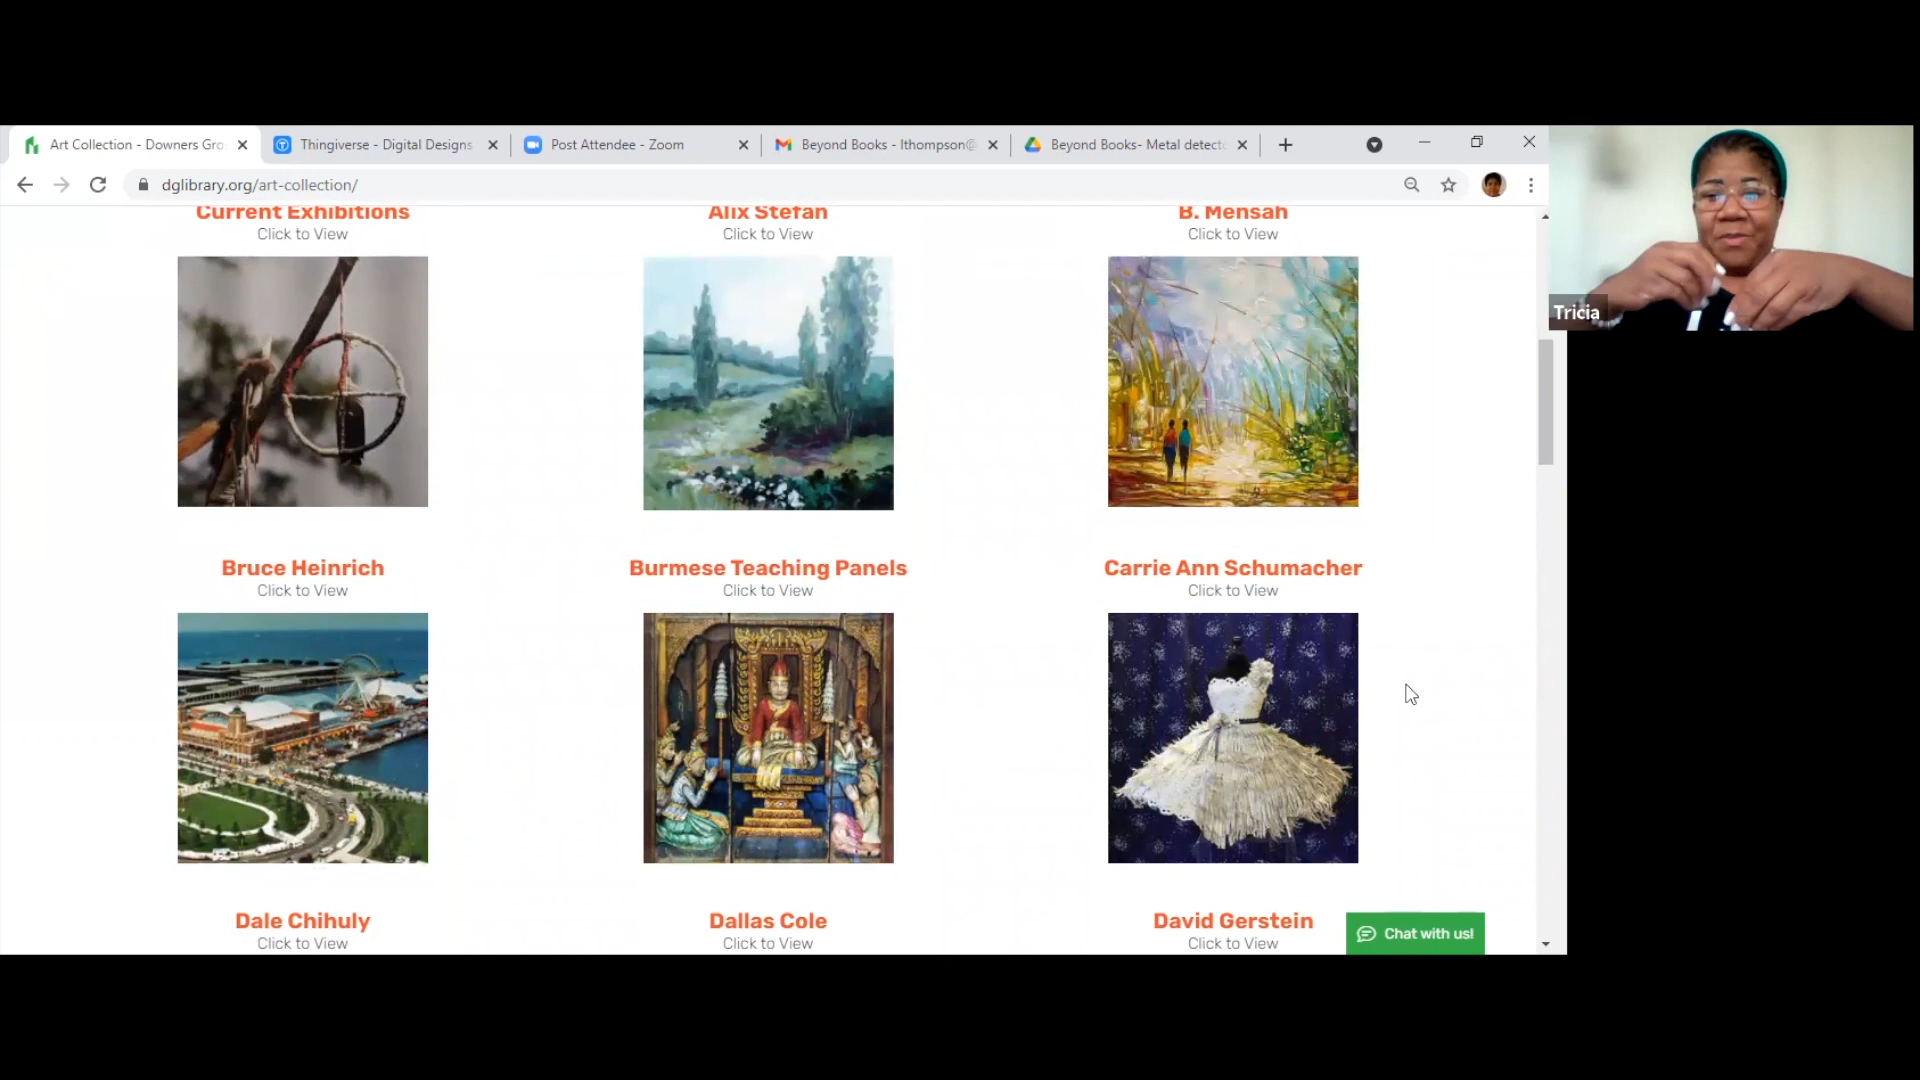 Art Collection - Downers Gro
Thingiverse - Digital Designs
Post Attendee - Zoom
Beyond Books - lthompson@
Beyond Books- Metal detecto
dglibrary.org/art-collection/
Current Exhibitions
Click to View
Alix Stefan
Click to View
B. Mensah
Click to View
Tricia
Bruce Heinrich
Click to View
Burmese Teaching Panels
Click to View
Carrie Ann Schumacher
Click to View
Dale Chihuly
Click to View
Dallas Cole
Click to View
David Gerstein
Click to View
Chat with us!